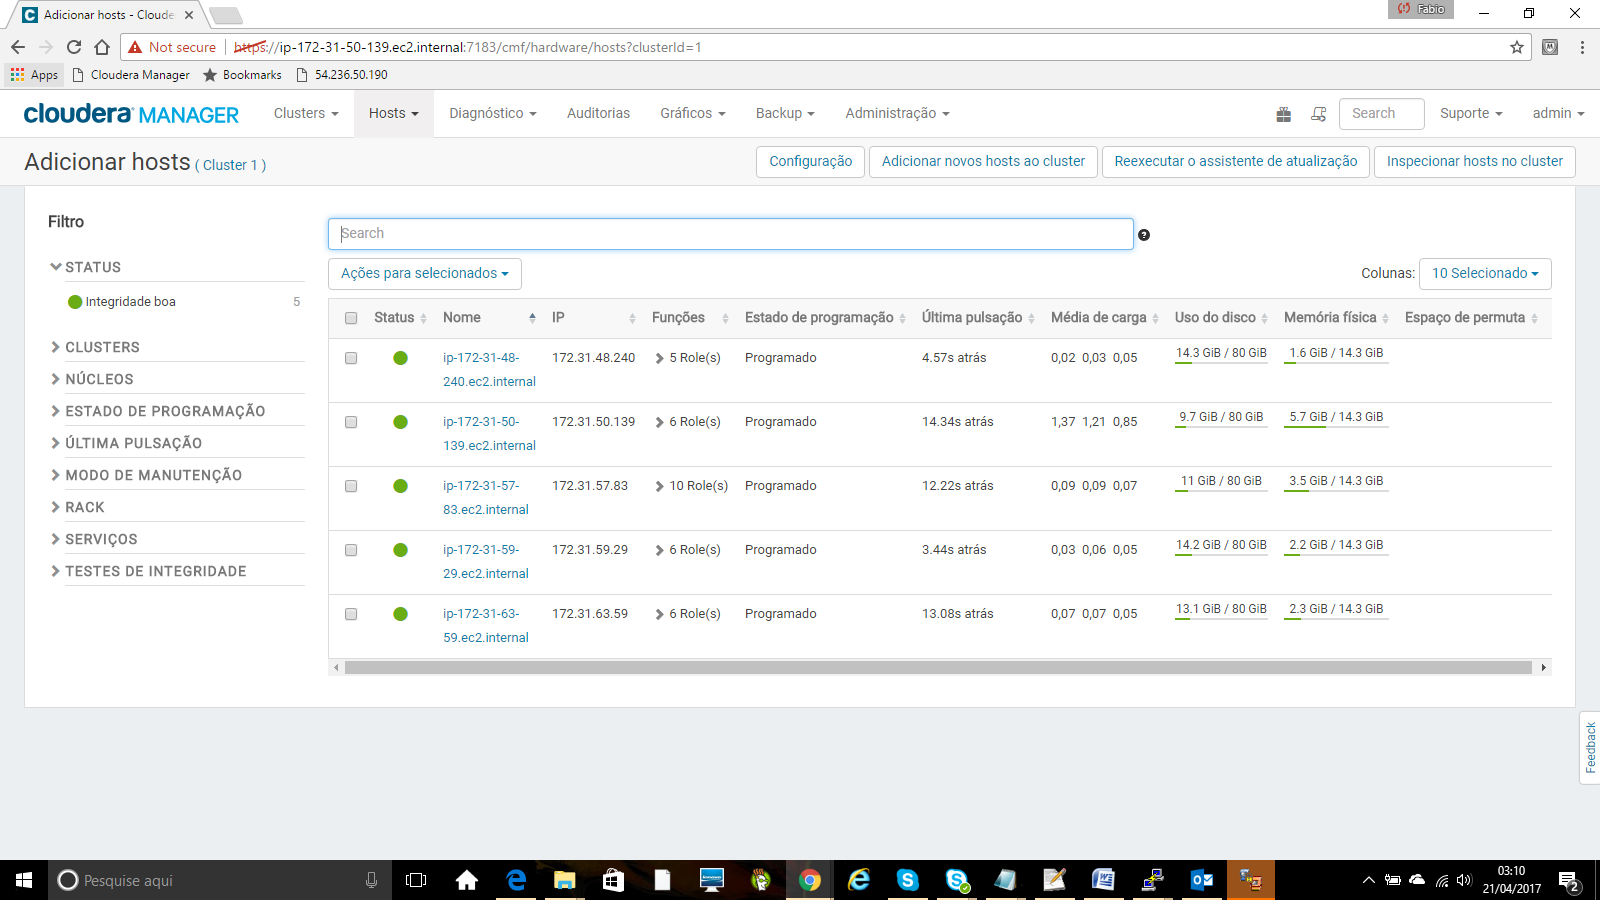 Adicionar hosts - Cloude
Fabio
Not secure
https://ip-172-31-50-139.ec2.internal:7183/cmf/hardware/hosts?clusterId=1
Apps
Cloudera Manager
Bookmarks
54.236.50.190
cloudera MANAGER
Clusters
Hosts
Diagnóstico
Auditorias
Gráficos
Backup
Administração
Search
Suporte
admin
Adicionar hosts ( Cluster 1 )
Configuração
Adicionar novos hosts ao cluster
Reexecutar o assistente de atualização
Inspecionar hosts no cluster
Filtro
STATUS
Integridade boa 5
CLUSTERS
NÚCLEOS
ESTADO DE PROGRAMAÇÃO
ÚLTIMA PULSAÇÃO
MODO DE MANUTENÇÃO
RACK
SERVIÇOS
TESTES DE INTEGRIDADE
Search
?
Ações para selecionados
Colunas: 10 Selecionado
Status Nome IP Funções Estado de programação Última pulsação Média de carga Uso do disco Memória física Espaço de permuta
ip-172-31-48- 172.31.48.240 5 Role(s) Programado 4.57s atrás 0,02 0,03 0,05 14.3 GiB / 80 GiB 1.6 GiB / 14.3 GiB
240.ec2.internal
ip-172-31-50- 172.31.50.139 6 Role(s) Programado 14.34s atrás 1,37 1,21 0,85 9.7 GiB / 80 GiB 5.7 GiB / 14.3 GiB
139.ec2.internal
ip-172-31-57- 172.31.57.83 10 Role(s) Programado 12.22s atrás 0,09 0,09 0,07 11 GiB / 80 GiB 3.5 GiB / 14.3 GiB
83.ec2.internal
ip-172-31-59- 172.31.59.29 6 Role(s) Programado 3.44s atrás 0,03 0,06 0,05 14.2 GiB / 80 GiB 2.2 GiB / 14.3 GiB
29.ec2.internal
ip-172-31-63- 172.31.63.59 6 Role(s) Programado 13.08s atrás 0,07 0,07 0,05 13.1 GiB / 80 GiB 2.3 GiB / 14.3 GiB
59.ec2.internal
Feedback
Pesquise aqui
03:10
21/04/2017
2